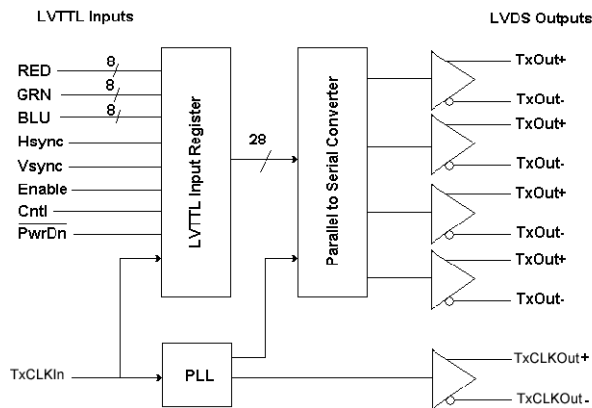 LVTTL Inputs
LVDS Outputs
RED
8
GRN
8
BLU
8
Hsync
Vsync
Enable
Cntl
PwrDn
LVTTL Input Register
28
Parallel to Serial Converter
TxOut+
TxOut-
TxOut+
TxOut-
TxOut+
TxOut-
TxOut+
TxOut-
TxCLKIn
PLL
TxCLKOut+
TxCLKOut-